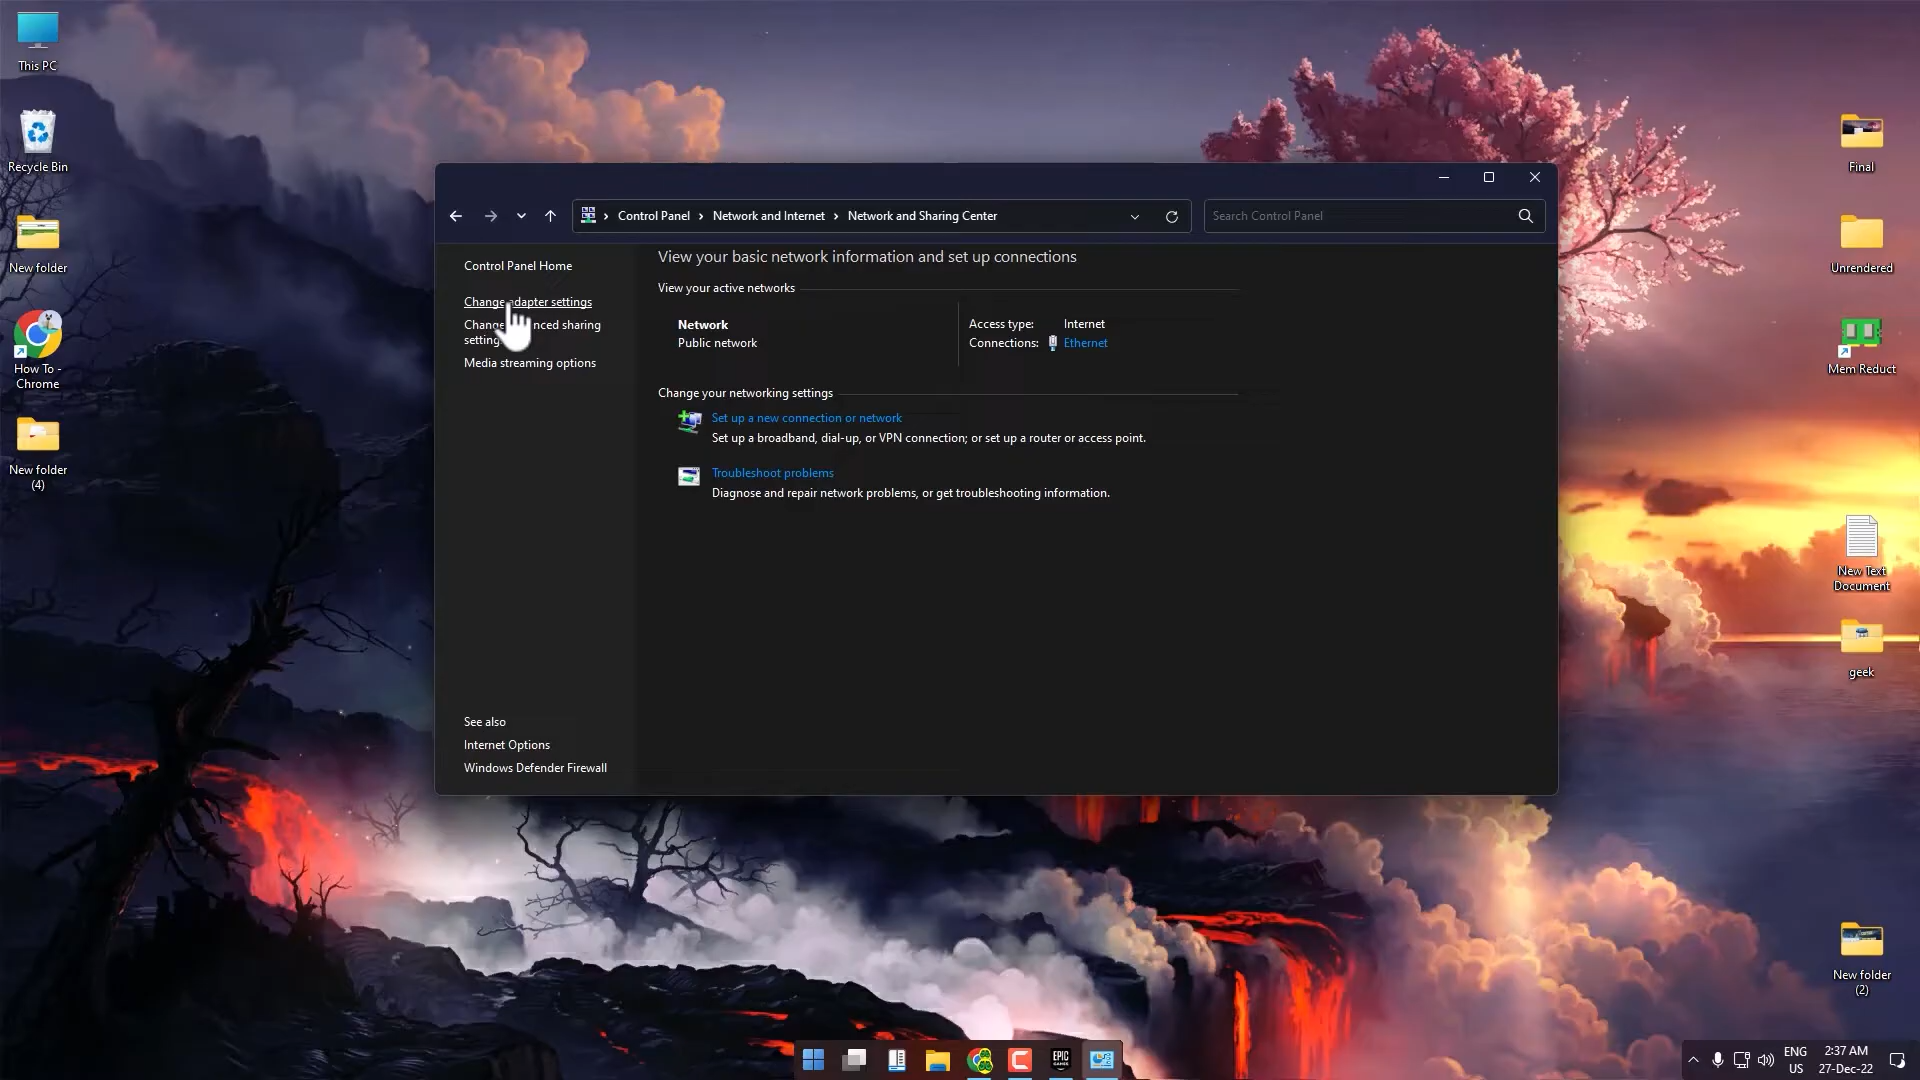 This PC
Recycle Bin
New folder
How To -
Chrome
New folder
(4)
Control Panel
Network and Internet
Network and Sharing Center
Search Control Panel
Control Panel Home
Change adapter settings
Change nced sharing
setting
Media streaming options
See also
Internet Options
Windows Defender Firewall
View your basic network information and set up connections
View your active networks
Network
Public network
Access type: Internet
Connections: Ethernet
Change your networking settings
Set up a new connection or network
Set up a broadband, dial-up, or VPN connection; or set up a router or access point.
Troubleshoot problems
Diagnose and repair network problems, or get troubleshooting information.
Final
Unrendered
Mem Reduct
New Text
Document
geek
New folder
(2)
EPIC
GAMES
ENG
US
2:37 AM
27-Dec-22